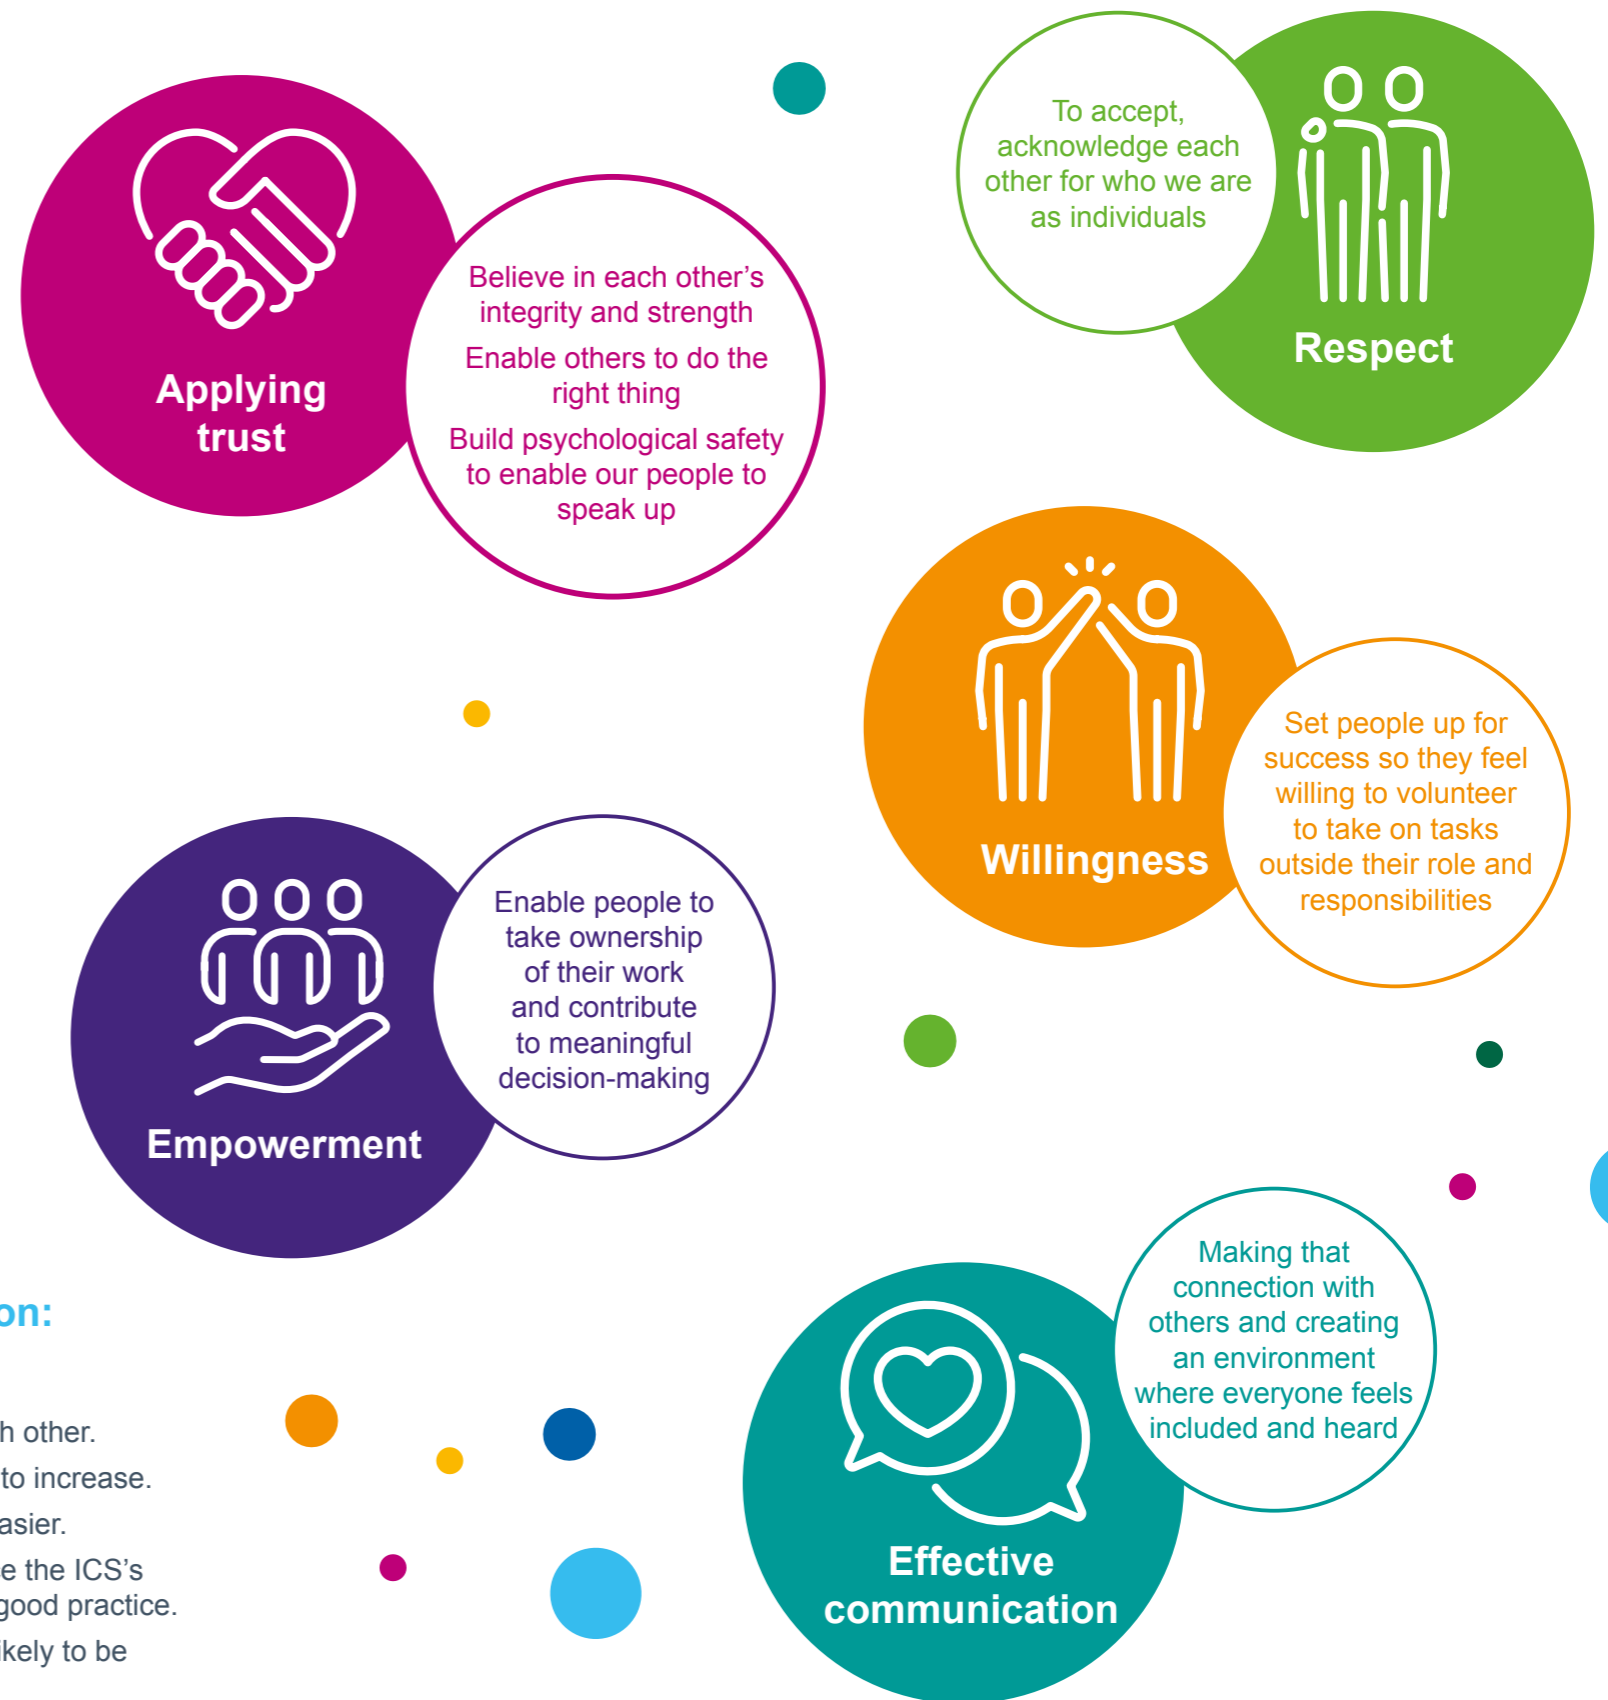 Applying
trust
Believe in each other’s
integrity and strength
Enable others to do the
right thing
Build psychological safety
to enable our people to
speak up
To accept,
acknowledge each
other for who we are
as individuals
Respect
Willingness
Set people up for
success so they feel
willing to volunteer
to take on tasks
outside their role and
responsibilities
Empowerment
Enable people to
take ownership
of their work
and contribute
to meaningful
decision-making
Making that
connection with
others and creating
an environment
where everyone feels
included and heard
Effective
communication
on:
h other.
to increase.
asier.
e the ICS’s
good practice.
ikely to be